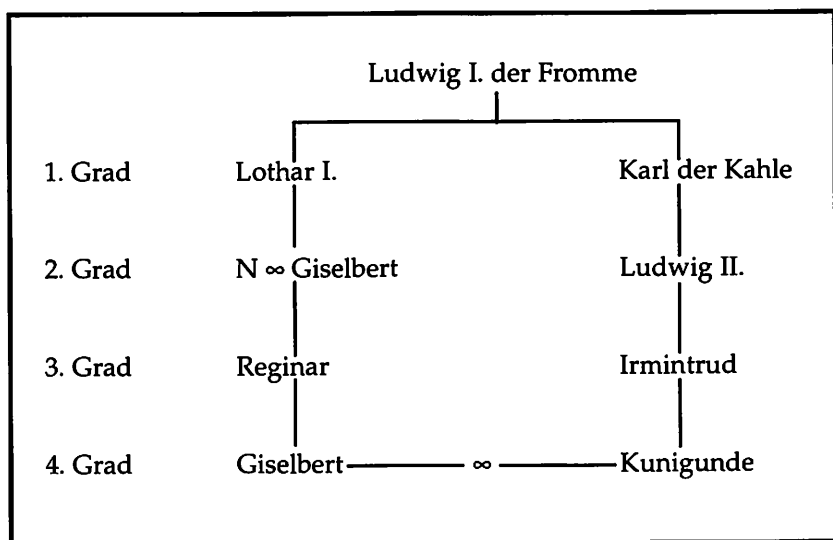 Ludwig I. der Fromme
1. Grad Lothar I. Karl der Kahle
2. Grad N ∞ Giselbert Ludwig II.
3. Grad Reginar Irmintrud
4. Grad Giselbert ∞ Kunigunde